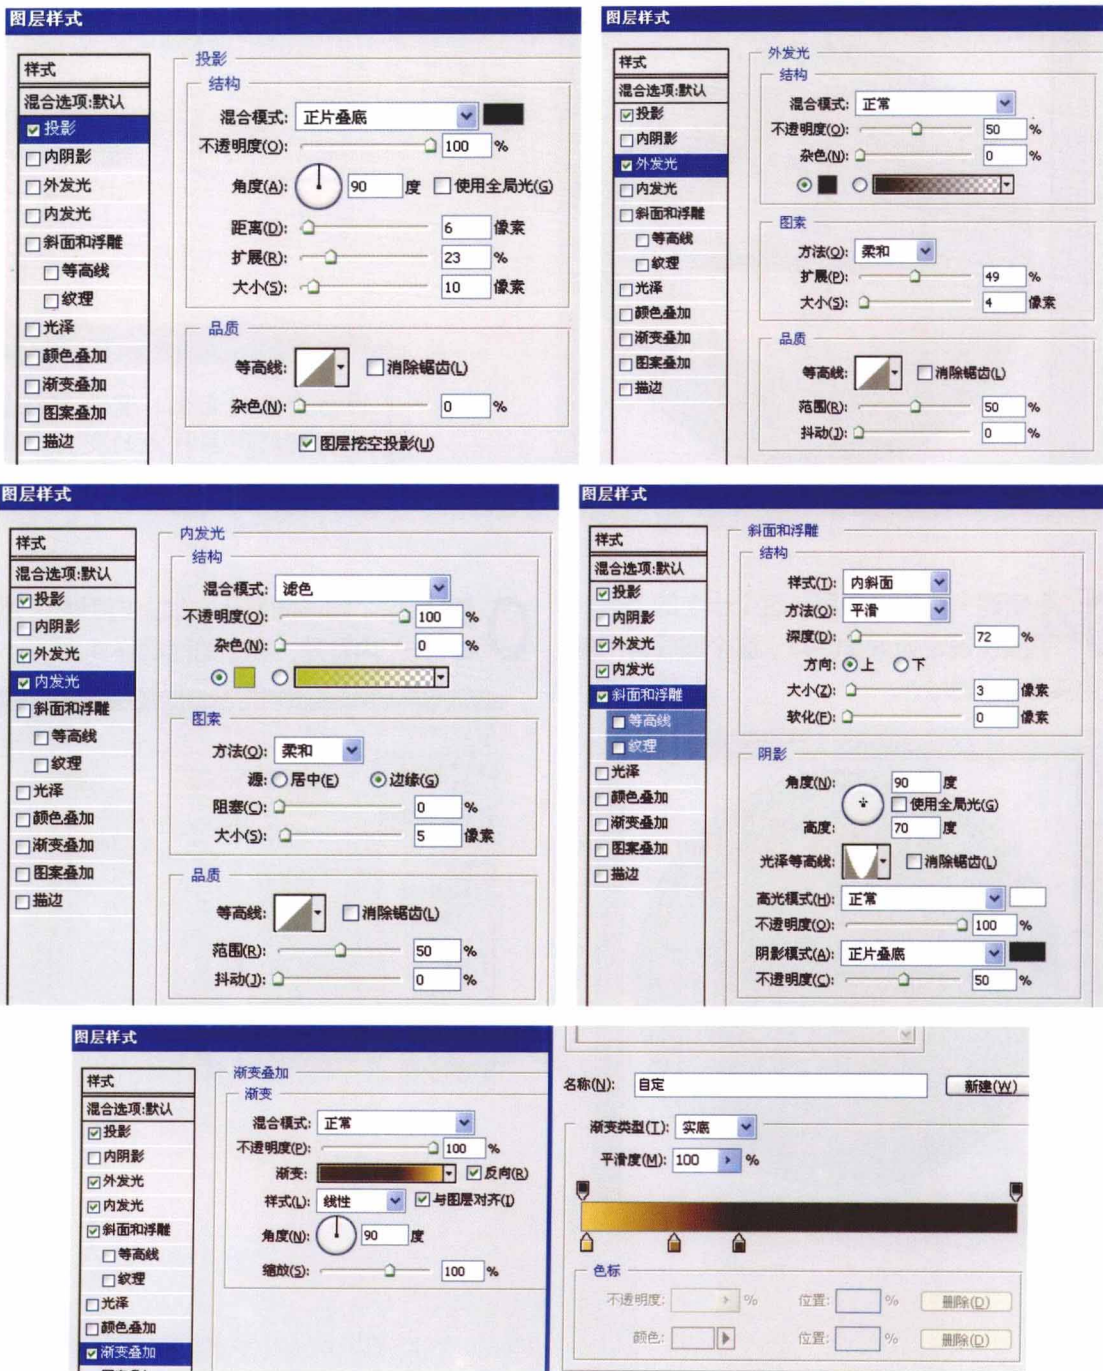 图层样式
样式
混合选项:默认
投影
内阴影
外发光
内发光
斜面和浮雕
等高线
纹理
光泽
颜色叠加
渐变叠加
图案叠加
描边
投影
结构
混合模式: 正片叠底
不透明度(O): 100 %
角度(A): 90 度 使用全局光(G)
距离(D): 6 像素
扩展(R): 23 %
大小(S): 10 像素
品质
等高线: 消除锯齿(L)
杂色(N): 0 %
图层挖空投影(U)
图层样式
样式
混合选项:默认
投影
内阴影
外发光
内发光
斜面和浮雕
等高线
纹理
光泽
颜色叠加
渐变叠加
图案叠加
描边
外发光
结构
混合模式: 正常
不透明度(O): 50 %
杂色(N): 0 %
图素
方法(Q): 柔和
扩展(P): 49 %
大小(S): 4 像素
品质
等高线: 消除锯齿(L)
范围(R): 50 %
抖动(J): 0 %
图层样式
样式
混合选项:默认
投影
内阴影
外发光
内发光
斜面和浮雕
等高线
纹理
光泽
颜色叠加
渐变叠加
图案叠加
描边
内发光
结构
混合模式: 滤色
不透明度(O): 100 %
杂色(N): 0 %
图素
方法(Q): 柔和
源: 居中(E) 边缘(G)
阻塞(C): 0 %
大小(S): 5 像素
品质
等高线: 消除锯齿(L)
范围(R): 50 %
抖动(J): 0 %
图层样式
样式
混合选项:默认
投影
内阴影
外发光
内发光
斜面和浮雕
等高线
纹理
光泽
颜色叠加
渐变叠加
图案叠加
描边
斜面和浮雕
结构
样式(T): 内斜面
方法(Q): 平滑
深度(D): 72 %
方向: 上 下
大小(Z): 3 像素
软化(F): 0 像素
阴影
角度(N): 90 度
使用全局光(G)
高度: 70 度
光泽等高线: 消除锯齿(L)
高光模式(H): 正常
不透明度(O): 100 %
阴影模式(A): 正片叠底
不透明度(C): 50 %
图层样式
样式
混合选项:默认
投影
内阴影
外发光
内发光
斜面和浮雕
等高线
纹理
光泽
颜色叠加
渐变叠加
渐变叠加
渐变
混合模式: 正常
不透明度(P): 100 %
渐变: 反向(R)
样式(L): 线性 与图层对齐(I)
角度(N): 90 度
缩放(S): 100 %
名称(N): 自定 新建(W)
渐变类型(T): 实底
平滑度(M): 100 %
色标
不透明度: % 位置: % 删除(D)
颜色: 位置: % 删除(D)